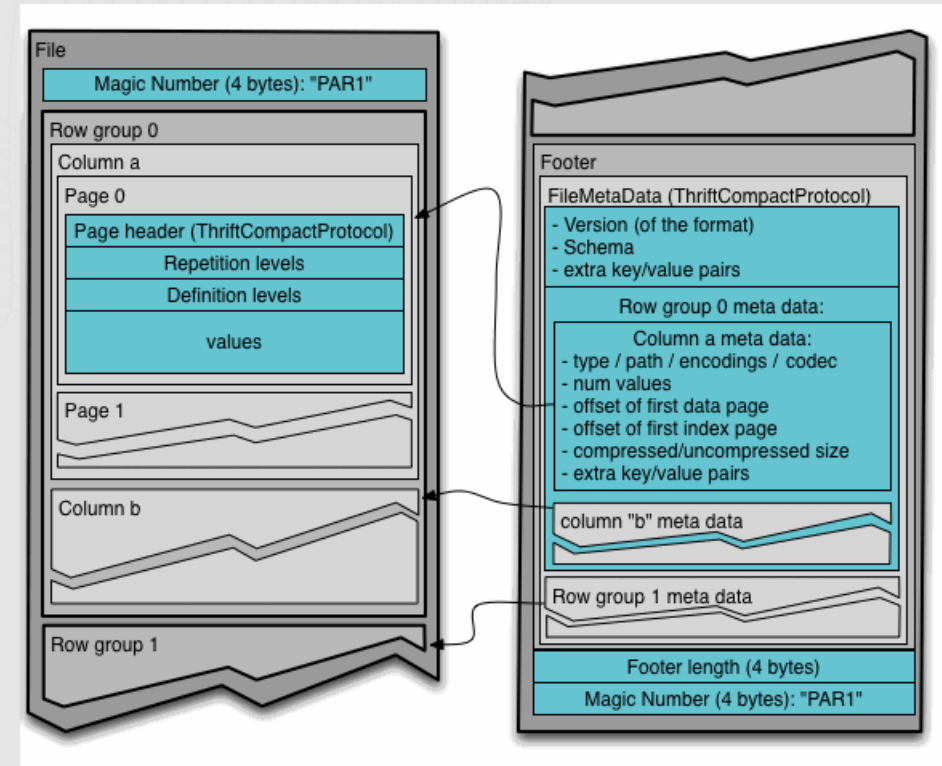 File
Magic Number (4 bytes): "PAR1"
Row group 0
Column a
Page 0
Page header (ThriftCompactProtocol)
Repetition levels
Definition levels
values
Page 1
Column b
Row group 1
Footer
FileMetaData (ThriftCompactProtocol)
- Version (of the format)
- Schema
- extra key/value pairs
Row group 0 meta data:
Column a meta data:
- type / path / encodings / codec
- num values
- offset of first data page
- offset of first index page
- compressed/uncompressed size
- extra key/value pairs
column "b" meta data
Row group 1 meta data
Footer length (4 bytes)
Magic Number (4 bytes): "PAR1"